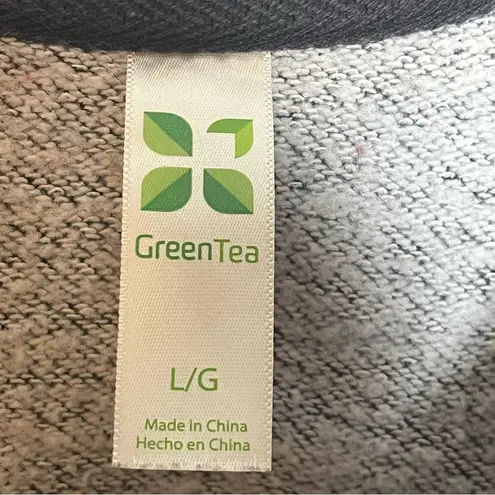 GreenTea
L/G
Made in China
Hecho en China